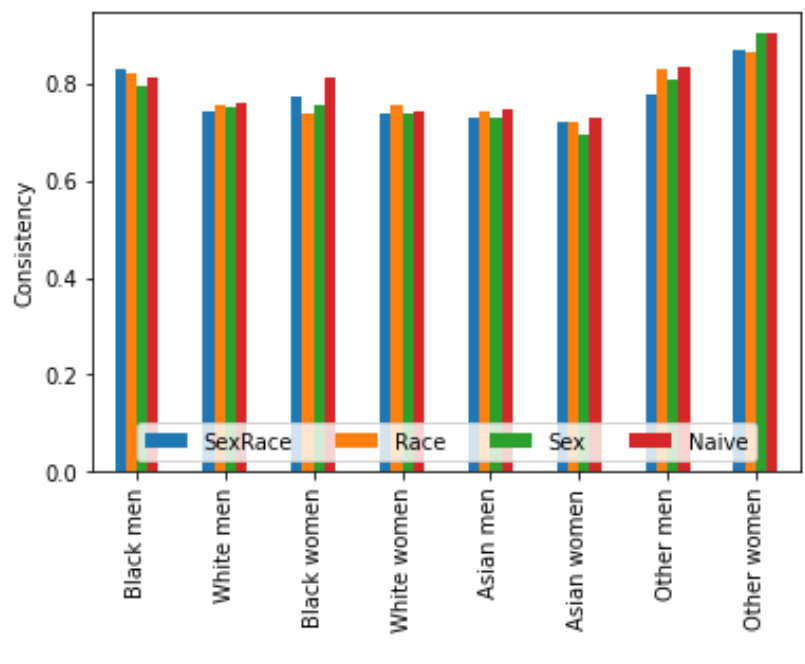 Consistency
0.8
0.6
0.4
0.2
0.0
SexRace Race Sex Naive
Black men
White men
Black women
White women
Asian men
Asian women
Other men
Other women